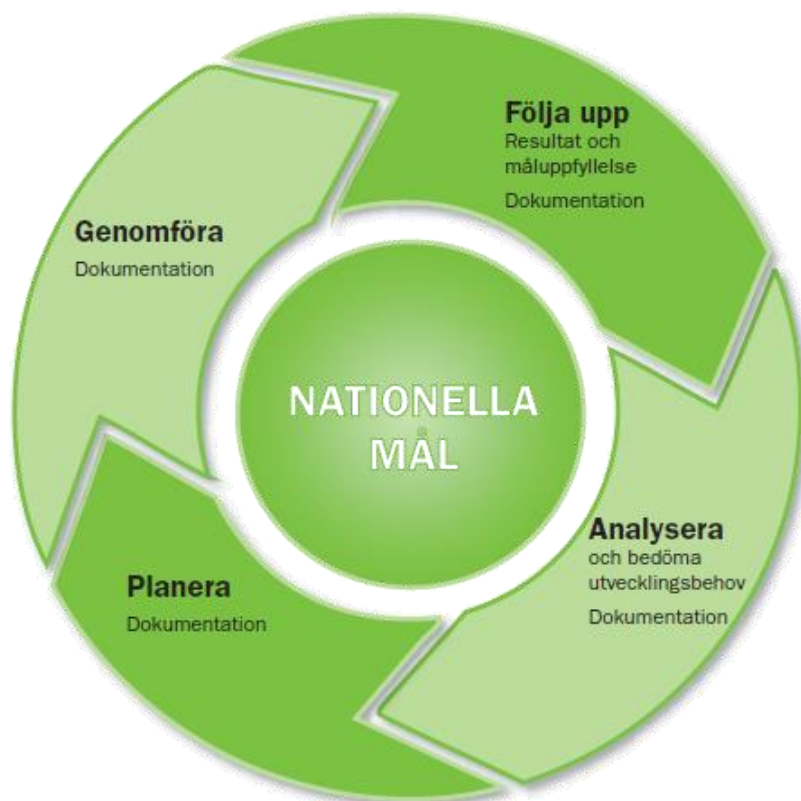 Följa upp
Resultat och
måluppfyllelse
Dokumentation
Genomföra
Dokumentation
NATIONELLA
MÅL
Analysera
och bedöma
utvecklingsbehov
Dokumentation
Planera
Dokumentation